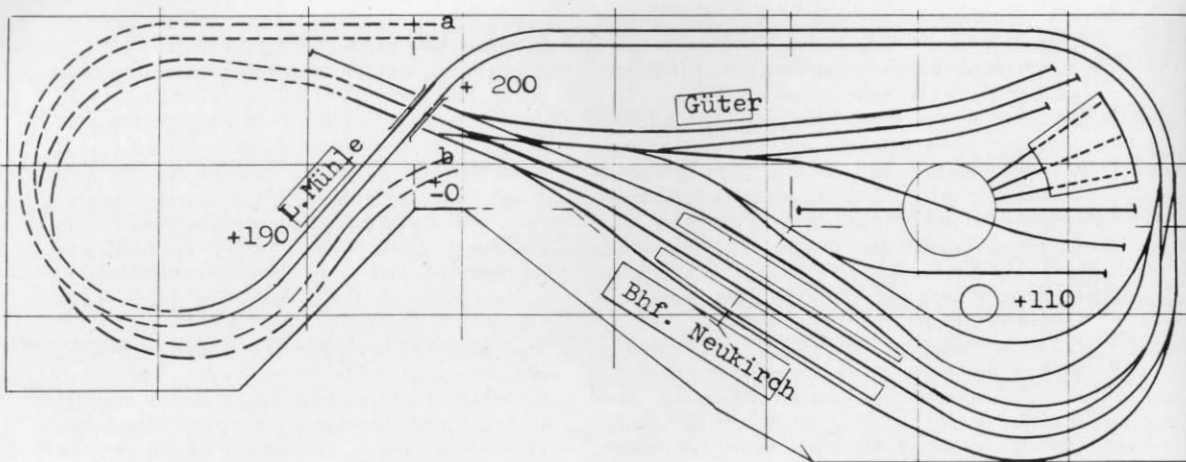 a
+ 200
Güter
E.Mühle
b
±0
+190
+110
Bhf. Neukirch